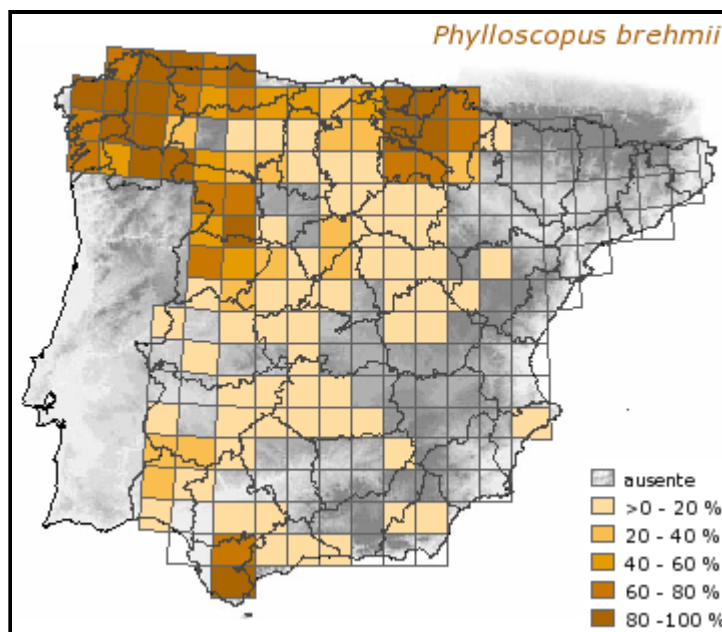 Phylloscopus brehmii
ausente
>0 - 20 %
20 - 40 %
40 - 60 %
60 - 80 %
80 -100 %